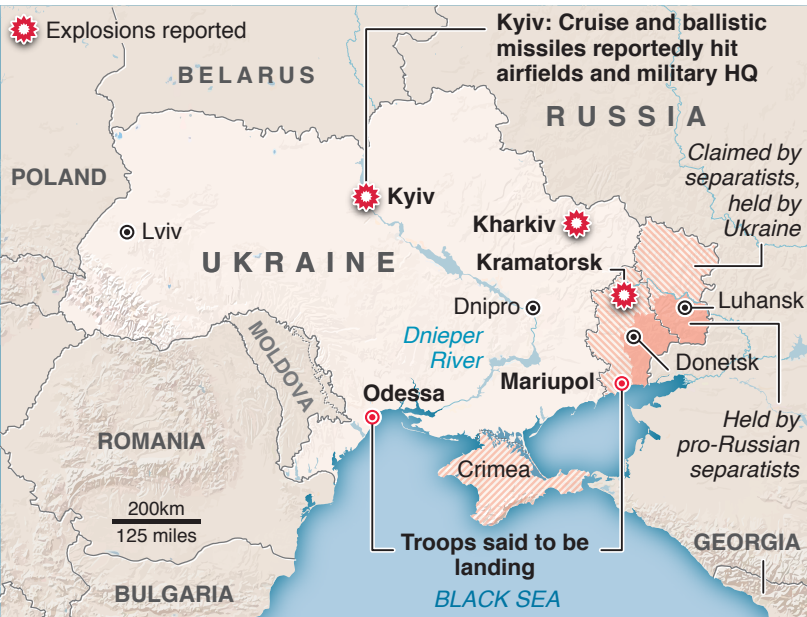 Explosions reported
Kyiv: Cruise and ballistic
missiles reportedly hit
airfields and military HQ
BELARUS
RUSSIA
POLAND
Claimed by
separatists,
held by
Ukraine
Kyiv
Lviv
Kharkiv
UKRAINE
Kramatorsk
Luhansk
Dnipro
Dnieper
River
MOLDOVA
Donetsk
Mariupol
Odessa
Held by
pro-Russian
separatists
ROMANIA
Crimea
200km
125 miles
Troops said to be
landing
GEORGIA
BULGARIA
BLACK SEA